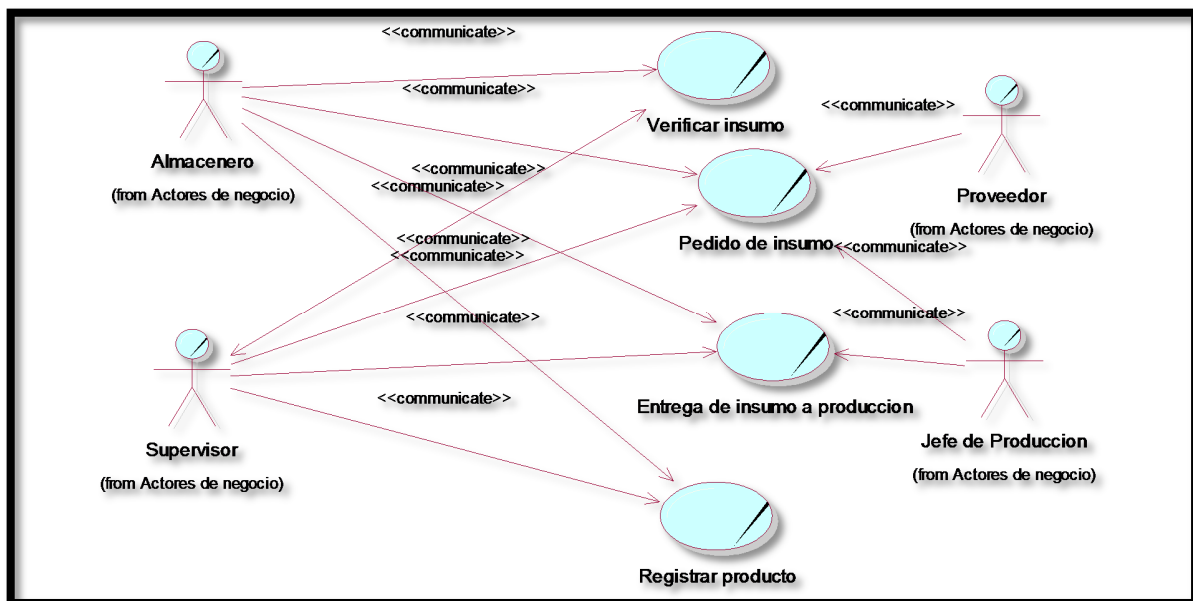 <<communicate>>
<<communicate>>
<<communicate>>
Verificar insumo
Almacenero
(from Actores de negocio)
<<communicate>>
<<communicate>>
Proveedor
(from Actores de negocio)
Pedido de insumo
<<communicate>>
<<communicate>>
<<communicate>>
<<communicate>>
<<communicate>>
Entrega de insumo a produccion
<<communicate>>
Supervisor
(from Actores de negocio)
Jefe de Produccion
(from Actores de negocio)
Registrar producto